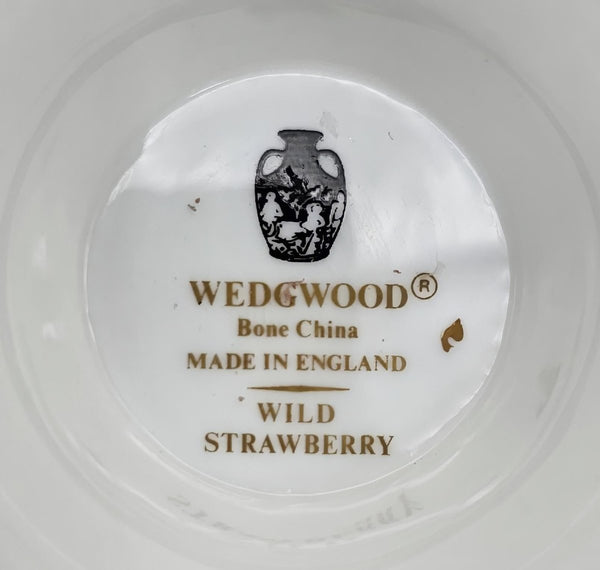 WEDGWOOD®
Bone China
MADE IN ENGLAND
WILD
STRAWBERRY